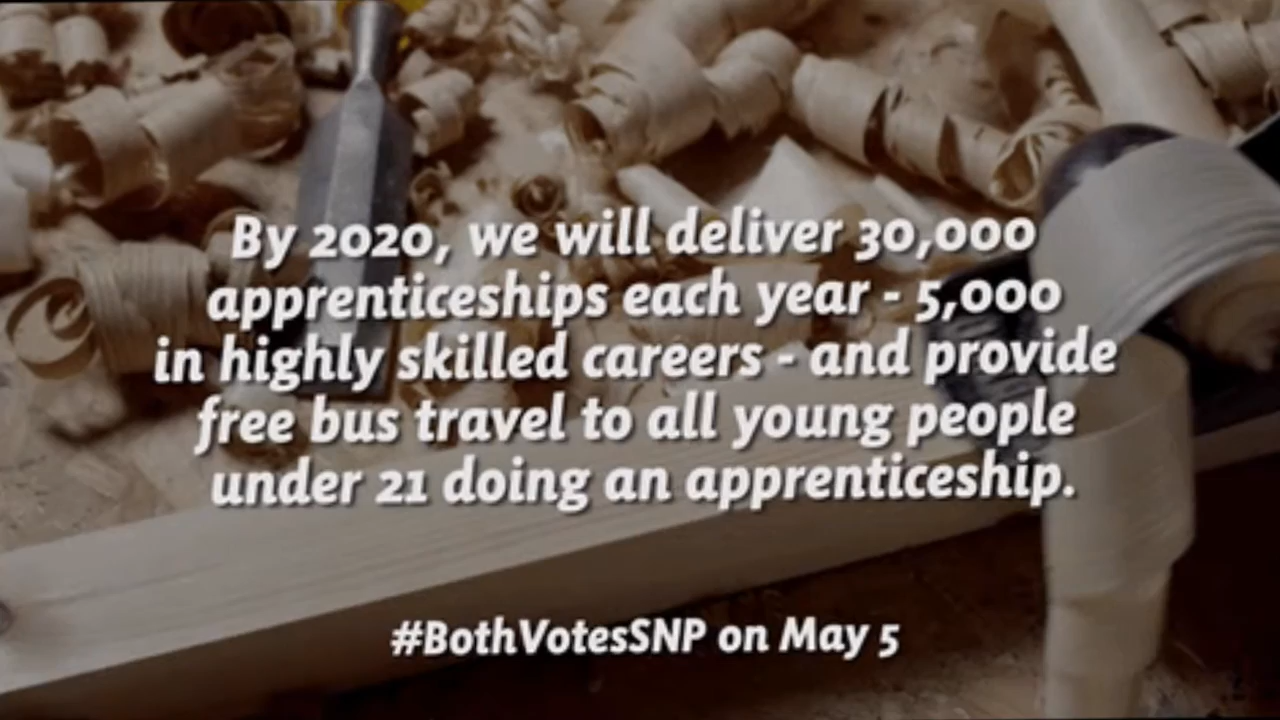 By 2020, we will deliver 30,000
apprenticeships each year - 5,000
in highly skilled careers - and provide
free bus travel to all young people
under 21 doing an apprenticeship.
#BothVotesSNP on May 5